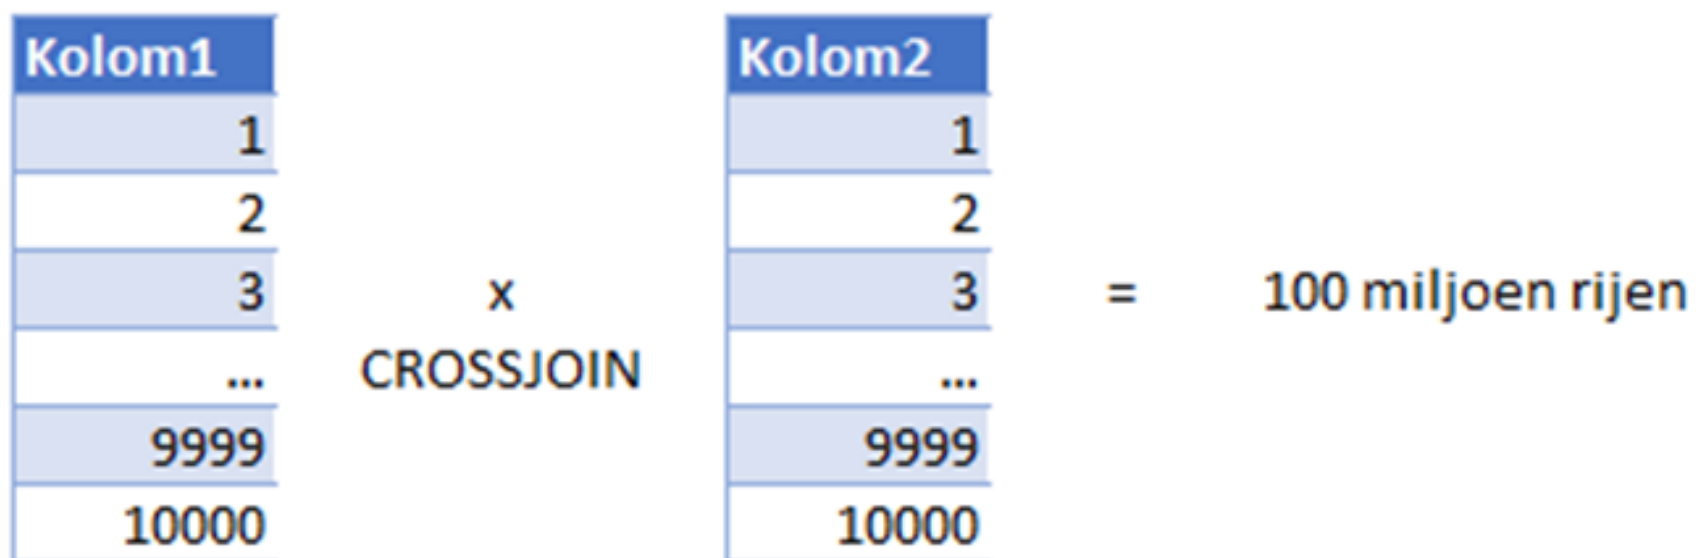 Kolom1 Kolom2
1 1
2 2
3 x 3 = 100 miljoen rijen
... CROSSJOIN ...
9999 9999
10000 10000